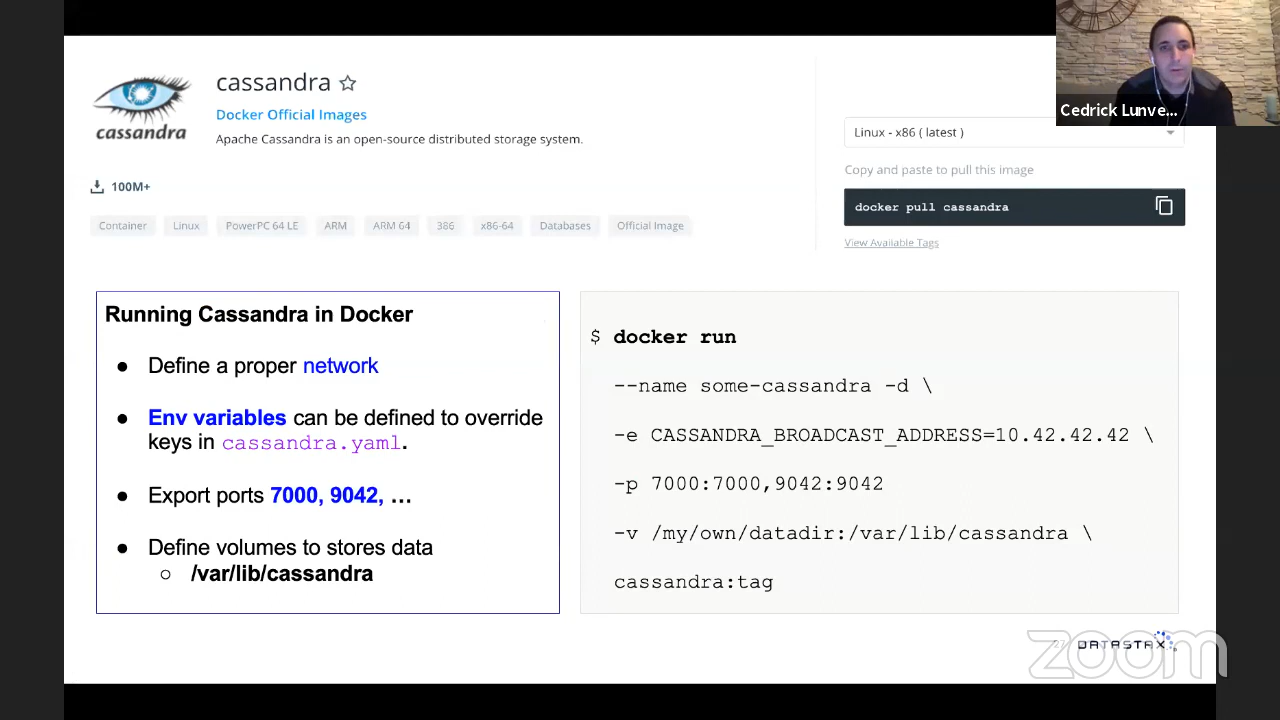 cassandra
Docker Official Images
Apache Cassandra is an open-source distributed storage system.
cassandra
100M+
Container Linux PowerPC 64 LE ARM ARM 64 386 x86-64 Databases Official Image
Cedrick Lunve...
Linux - x86 ( latest )
Copy and paste to pull this image
docker pull cassandra
View Available Tags
Running Cassandra in Docker
● Define a proper network
● Env variables can be defined to override
keys in cassandra.yaml.
● Export ports 7000, 9042, …
● Define volumes to stores data
○ /var/lib/cassandra
$ docker run
--name some-cassandra -d \
-e CASSANDRA_BROADCAST_ADDRESS=10.42.42.42 \
-p 7000:7000,9042:9042
-v /my/own/datadir:/var/lib/cassandra \
cassandra:tag
27 DATASTAX
zoom